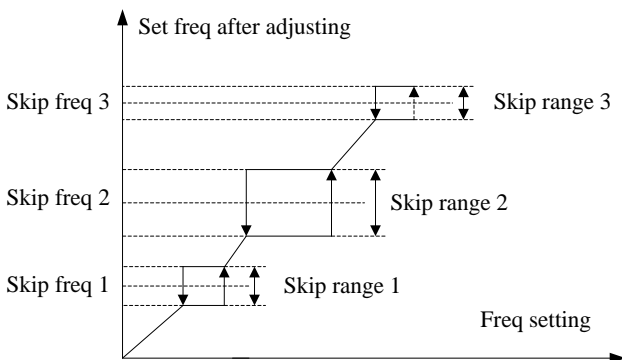 Set freq after adjusting
Skip freq 3
Skip range 3
Skip freq 2
Skip range 2
Skip freq 1
Skip range 1
Freq setting